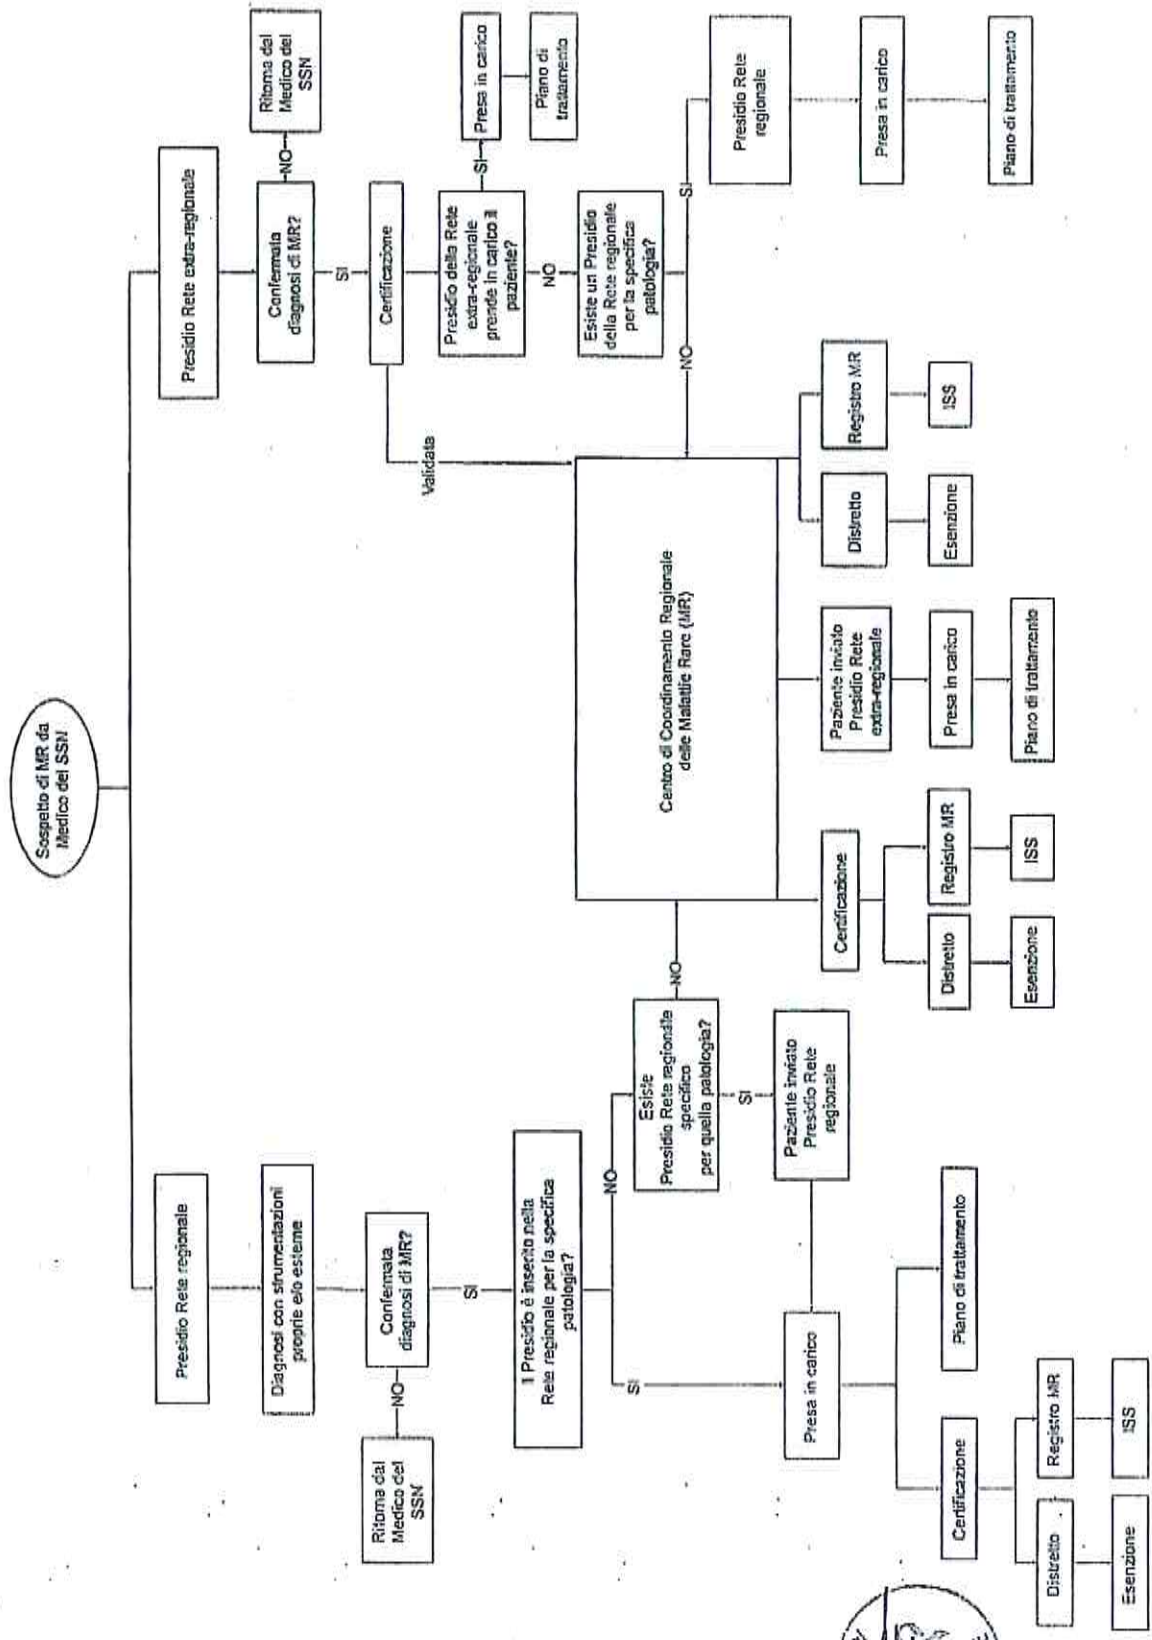 Sospetto di MR da
Medico del SSN
Presidio Rete regionale
Diagnosi con strumentazioni
proprie e/o esterne
Confermata
diagnosi di MR?
NO
Ritorna dal
Medico del
SSN
SI
Il Presidio è inserito nella
Rete regionale per la specifica
patologia?
NO
SI
Esiste
Presidio Rete regionale
specifico
per quella patologia?
NO
SI
Paziente inviato
Presidio Rete
regionale
Presa in carico
Certificazione
Piano di trattamento
Distretto
Registro MR
Esenzione
ISS
Presidio Rete extra-regionale
Confermata
diagnosi di MR?
NO
Ritorna dal
Medico del
SSN
SI
Certificazione
Validata
Presidio della Rete
extra-regionale
prende in carico il
paziente?
SI
Presa in carico
Piano di
trattamento
NO
Esiste un Presidio
della Rete regionale
per la specifica
patologia?
NO
SI
Presidio Rete
regionale
Presa in carico
Piano di trattamento
Centro di Coordinamento Regionale
delle Malattie Rare (MR)
Certificazione
Distretto
Registro MR
Esenzione
ISS
Paziente inviato
Presidio Rete
extra-regionale
Presa in carico
Piano di trattamento
Distretto
Registro MR
Esenzione
ISS